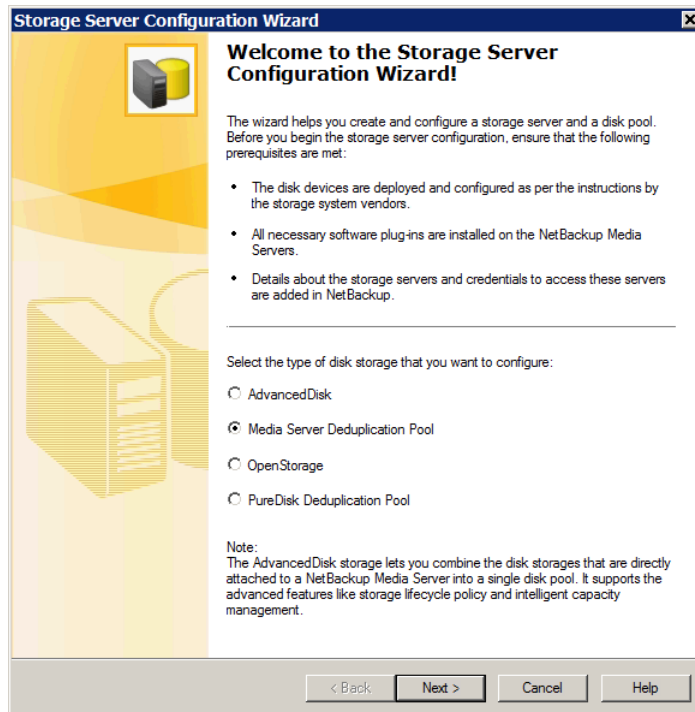 Storage Server Configuration Wizard
Welcome to the Storage Server
Configuration Wizard!
The wizard helps you create and configure a storage server and a disk pool.
Before you begin the storage server configuration, ensure that the following
prerequisites are met:
• The disk devices are deployed and configured as per the instructions by
the storage system vendors.
• All necessary software plug-ins are installed on the NetBackup Media
Servers.
• Details about the storage servers and credentials to access these servers
are added in NetBackup.
Select the type of disk storage that you want to configure:
AdvancedDisk
Media Server Deduplication Pool
OpenStorage
PureDisk Deduplication Pool
Note:
The AdvancedDisk storage lets you combine the disk storages that are directly
attached to a NetBackup Media Server into a single disk pool. It supports the
advanced features like storage lifecycle policy and intelligent capacity
management.
< Back
Next >
Cancel
Help